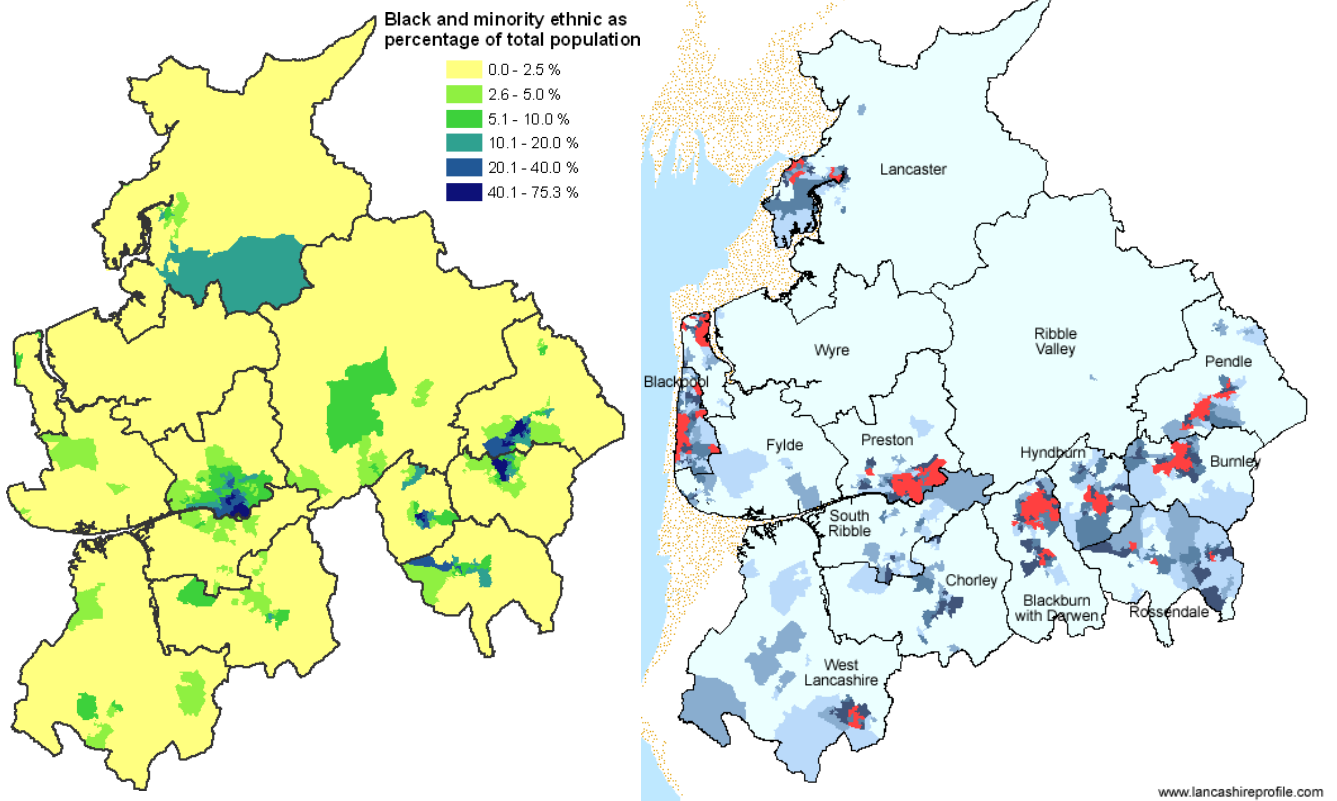 Black and minority ethnic as
percentage of total population
0.0 - 2.5 %
2.6 - 5.0 %
5.1 - 10.0 %
10.1 - 20.0 %
20.1 - 40.0 %
40.1 - 75.3 %
Lancaster
Wyre
Ribble
Valley
Pendle
Blackpool
Fylde
Preston
Hyndburn
Burnley
South
Ribble
Chorley
Blackburn
with Darwen
Rossendale
West
Lancashire
www.lancashireprofile.com